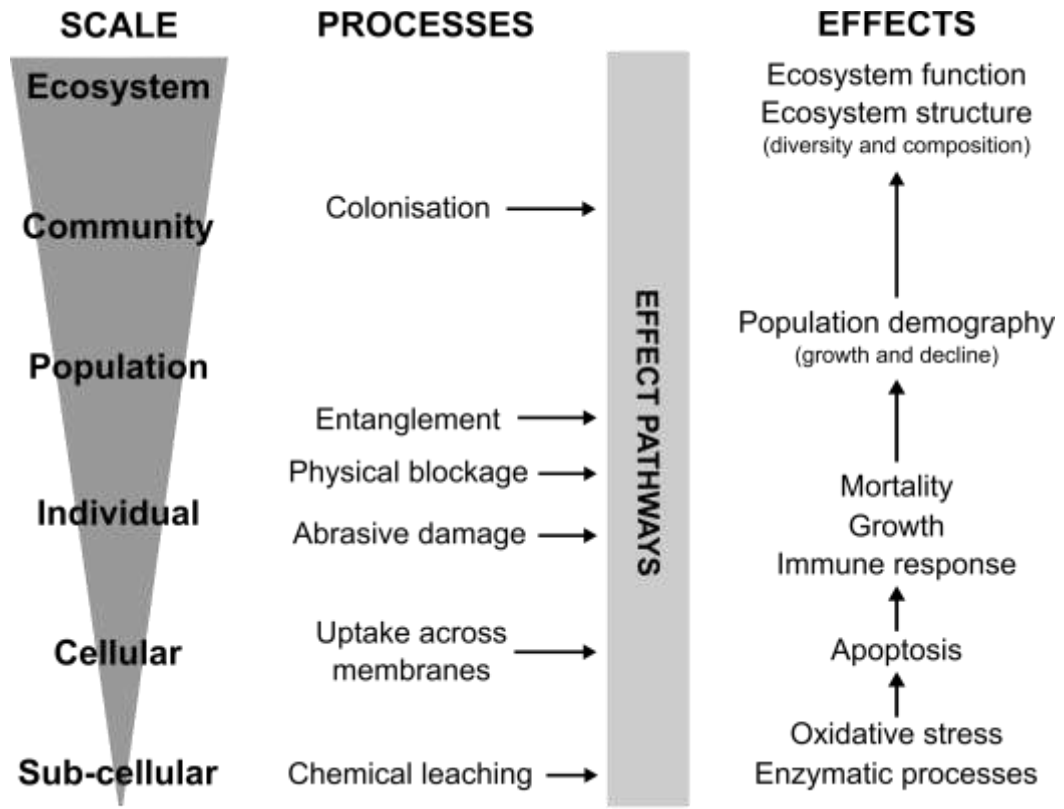 SCALE
PROCESSES
EFFECTS
Ecosystem
Community
Population
Individual
Cellular
Sub-cellular
Colonisation
Entanglement
Physical blockage
Abrasive damage
Uptake across
membranes
Chemical leaching
EFFECT PATHWAYS
Ecosystem function
Ecosystem structure
(diversity and composition)
Population demography
(growth and decline)
Mortality
Growth
Immune response
Apoptosis
Oxidative stress
Enzymatic processes